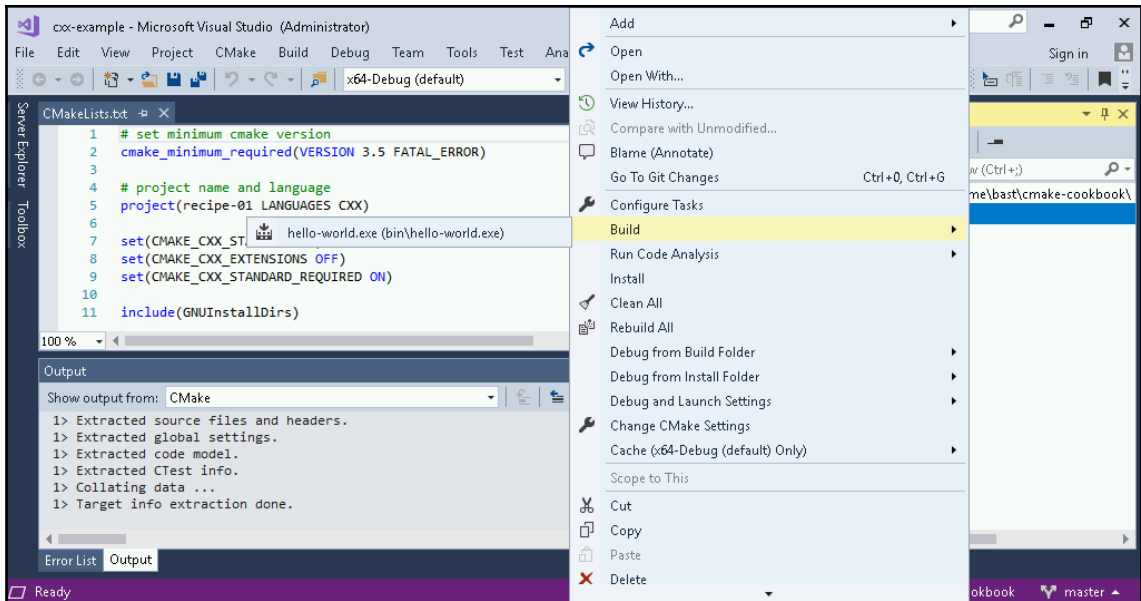 cxx-example - Microsoft Visual Studio (Administrator)
File Edit View Project CMake Build Debug Team Tools Test Ana
Sign in
x64-Debug (default)
Server Explorer
Toolbox
CMakeLists.txt
1 # set minimum cmake version
2 cmake_minimum_required(VERSION 3.5 FATAL_ERROR)
3
4 # project name and language
5 project(recipe-01 LANGUAGES CXX)
6
7 set(CMAKE_CXX_ST
8 set(CMAKE_CXX_EXTENSIONS OFF)
9 set(CMAKE_CXX_STANDARD_REQUIRED ON)
10
11 include(GNUInstallDirs)
hello-world.exe (bin\hello-world.exe)
100 %
Output
Show output from: CMake
1> Extracted source files and headers.
1> Extracted global settings.
1> Extracted code model.
1> Extracted CTest info.
1> Collating data ...
1> Target info extraction done.
Error List Output
Ready
Add
Open
Open With...
View History...
Compare with Unmodified...
Blame (Annotate)
Go To Git Changes Ctrl+0, Ctrl+G
Configure Tasks
Build
Run Code Analysis
Install
Clean All
Rebuild All
Debug from Build Folder
Debug from Install Folder
Debug and Launch Settings
Change CMake Settings
Cache (x64-Debug (default) Only)
Scope to This
Cut
Copy
Paste
Delete
(Ctrl+;)
me\bast\cmake-cookbook\
okbook master